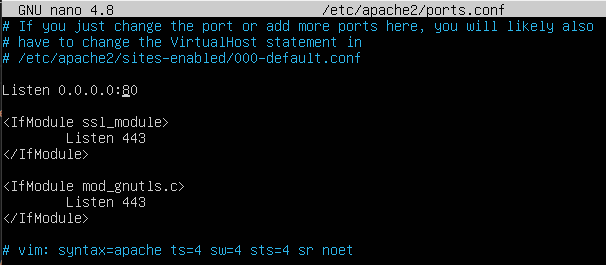 GNU nano 4.8 /etc/apache2/ports.conf
# If you just change the port or add more ports here, you will likely also
# have to change the VirtualHost statement in
# /etc/apache2/sites-enabled/000-default.conf
Listen 0.0.0.0:80
<IfModule ssl_module>
Listen 443
</IfModule>
<IfModule mod_gnutls.c>
Listen 443
</IfModule>
# vim: syntax=apache ts=4 sw=4 sts=4 sr noet